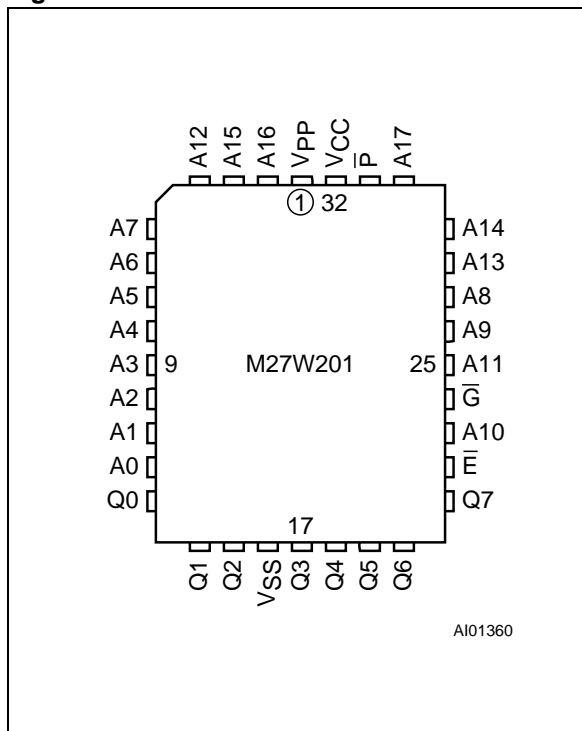 A12 A15 A16 VPP VCC P̅ A17
① 32
A7 A14
A6 A13
A5 A8
A4 A9
A3 9 M27W201 25 A11
A2 G̅
A1 A10
A0 E̅
Q0 Q7
17
Q1 Q2 VSS Q3 Q4 Q5 Q6
AI01360